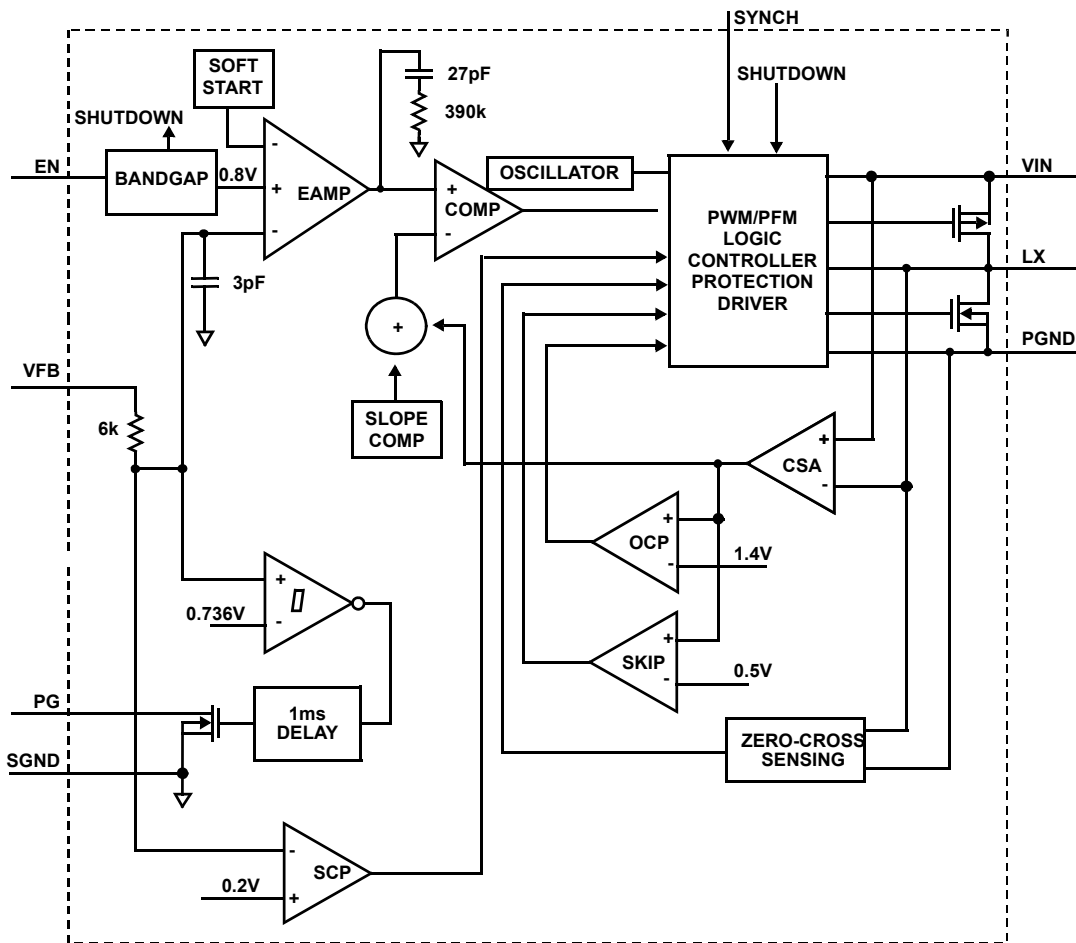 SYNCH
SHUTDOWN
SOFT
START
27pF
390k
SHUTDOWN
EN
BANDGAP
0.8V
-
+
-
EAMP
3pF
+
-
COMP
OSCILLATOR
PWM/PFM
LOGIC
CONTROLLER
PROTECTION
DRIVER
VIN
LX
PGND
+
SLOPE
COMP
VFB
6k
+
-
CSA
+
-
OCP
1.4V
+
-
SKIP
0.5V
+
-
0.736V
PG
1ms
DELAY
SGND
ZERO-CROSS
SENSING
-
+
SCP
0.2V